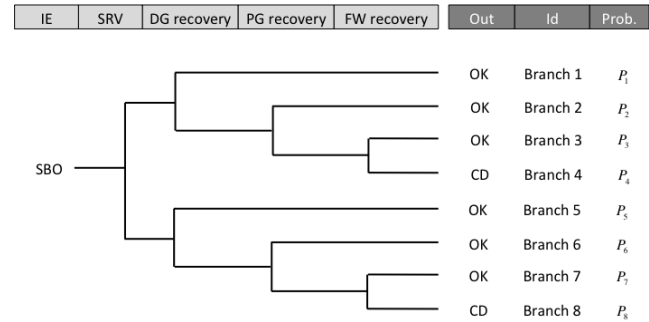 IE SRV DG recovery PG recovery FW recovery Out Id Prob.
OK Branch 1 P₁
OK Branch 2 P₂
OK Branch 3 P₃
SBO
CD Branch 4 P₄
OK Branch 5 P₅
OK Branch 6 P₆
OK Branch 7 P₇
CD Branch 8 P₈